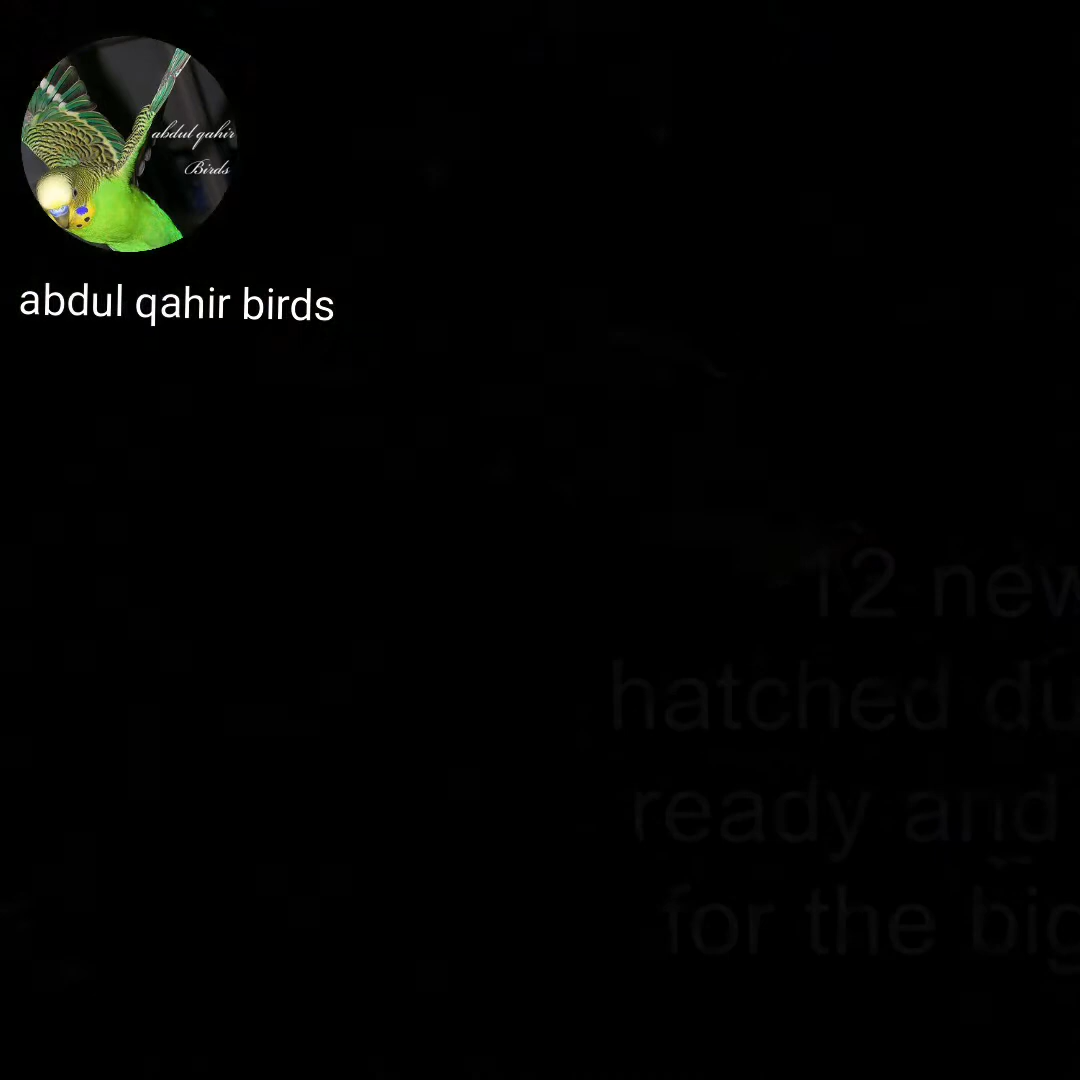 abdul qahir
Birds
abdul qahir birds
12 new
hatched du
ready and
for the big